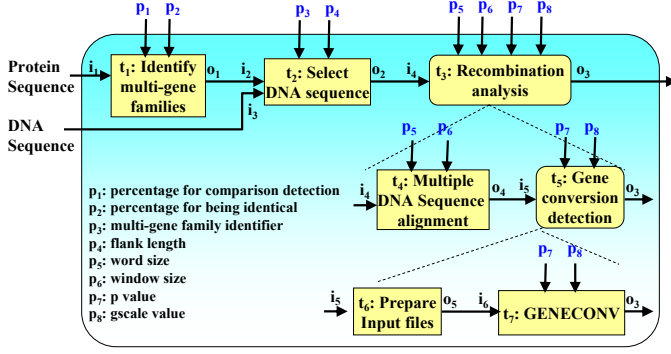 p1 p2 p3 p4 p5 p6 p7 p8
Protein Sequence
i1
t1: Identify multi-gene families
o1
i2
t2: Select DNA sequence
o2
i4
t3: Recombination analysis
o3
DNA Sequence
i3
p5 p6 p7 p8
i4
t4: Multiple DNA Sequence alignment
o4
i5
t5: Gene conversion detection
o3
p1: percentage for comparison detection
p2: percentage for being identical
p3: multi-gene family identifier
p4: flank length
p5: word size
p6: window size
p7: p value
p8: gscale value
p7 p8
i5
t6: Prepare Input files
o5
i6
t7: GENECONV
o3